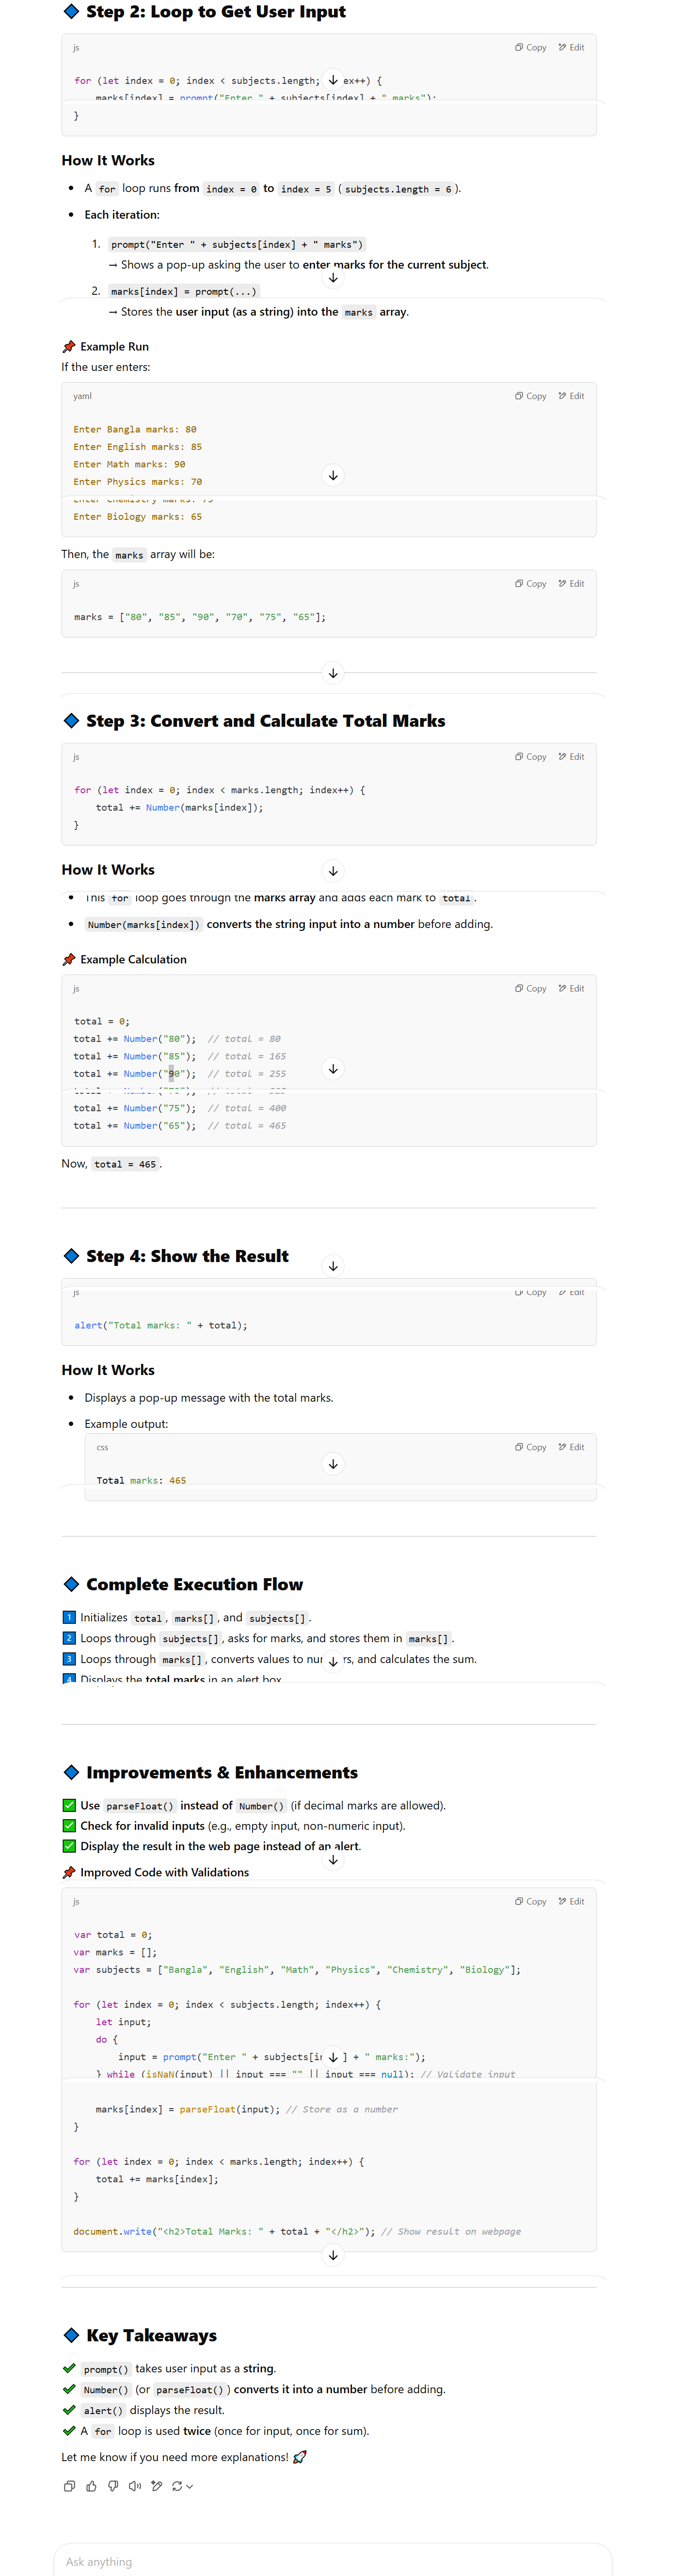 Step 2: Loop to Get User Input
js
Copy
Edit
for (let index = 0; index < subjects.length; ex++) {
marks[index] = prompt("Enter " + subjects[index] + " marks");
}
How It Works
A for loop runs from index = 0 to index = 5 (subjects.length = 6).
Each iteration:
1. prompt("Enter " + subjects[index] + " marks")
→ Shows a pop-up asking the user to enter marks for the current subject.
2. marks[index] = prompt(...)
→ Stores the user input (as a string) into the marks array.
📌 Example Run
If the user enters:
yaml
Copy
Edit
Enter Bangla marks: 80
Enter English marks: 85
Enter Math marks: 90
Enter Physics marks: 70
Enter Chemistry marks: 75
Enter Biology marks: 65
Then, the marks array will be:
js
Copy
Edit
marks = ["80", "85", "90", "70", "75", "65"];
Step 3: Convert and Calculate Total Marks
js
Copy
Edit
for (let index = 0; index < marks.length; index++) {
total += Number(marks[index]);
}
How It Works
This for loop goes through the marks array and adds each mark to total.
Number(marks[index]) converts the string input into a number before adding.
📌 Example Calculation
js
Copy
Edit
total = 0;
total += Number("80"); // total = 80
total += Number("85"); // total = 165
total += Number("90"); // total = 255
total += Number("75"); // total = 400
total += Number("65"); // total = 465
Now, total = 465.
Step 4: Show the Result
js
Copy
Edit
alert("Total marks: " + total);
How It Works
Displays a pop-up message with the total marks.
Example output:
css
Copy
Edit
Total marks: 465
Complete Execution Flow
1 Initializes total, marks[], and subjects[].
2 Loops through subjects[], asks for marks, and stores them in marks[].
3 Loops through marks[], converts values to nu rs, and calculates the sum.
4 Displays the total marks in an alert box.
Improvements & Enhancements
✅ Use parseFloat() instead of Number() (if decimal marks are allowed).
✅ Check for invalid inputs (e.g., empty input, non-numeric input).
✅ Display the result in the web page instead of an alert.
📌 Improved Code with Validations
js
Copy
Edit
var total = 0;
var marks = [];
var subjects = ["Bangla", "English", "Math", "Physics", "Chemistry", "Biology"];
for (let index = 0; index < subjects.length; index++) {
let input;
do {
input = prompt("Enter " + subjects[i ] + " marks:");
} while (isNaN(input) || input === "" || input === null); // Validate input
marks[index] = parseFloat(input); // Store as a number
}
for (let index = 0; index < marks.length; index++) {
total += marks[index];
}
document.write("<h2>Total Marks: " + total + "</h2>"); // Show result on webpage
Key Takeaways
✔ prompt() takes user input as a string.
✔ Number() (or parseFloat()) converts it into a number before adding.
✔ alert() displays the result.
✔ A for loop is used twice (once for input, once for sum).
Let me know if you need more explanations! 🚀
Ask anything